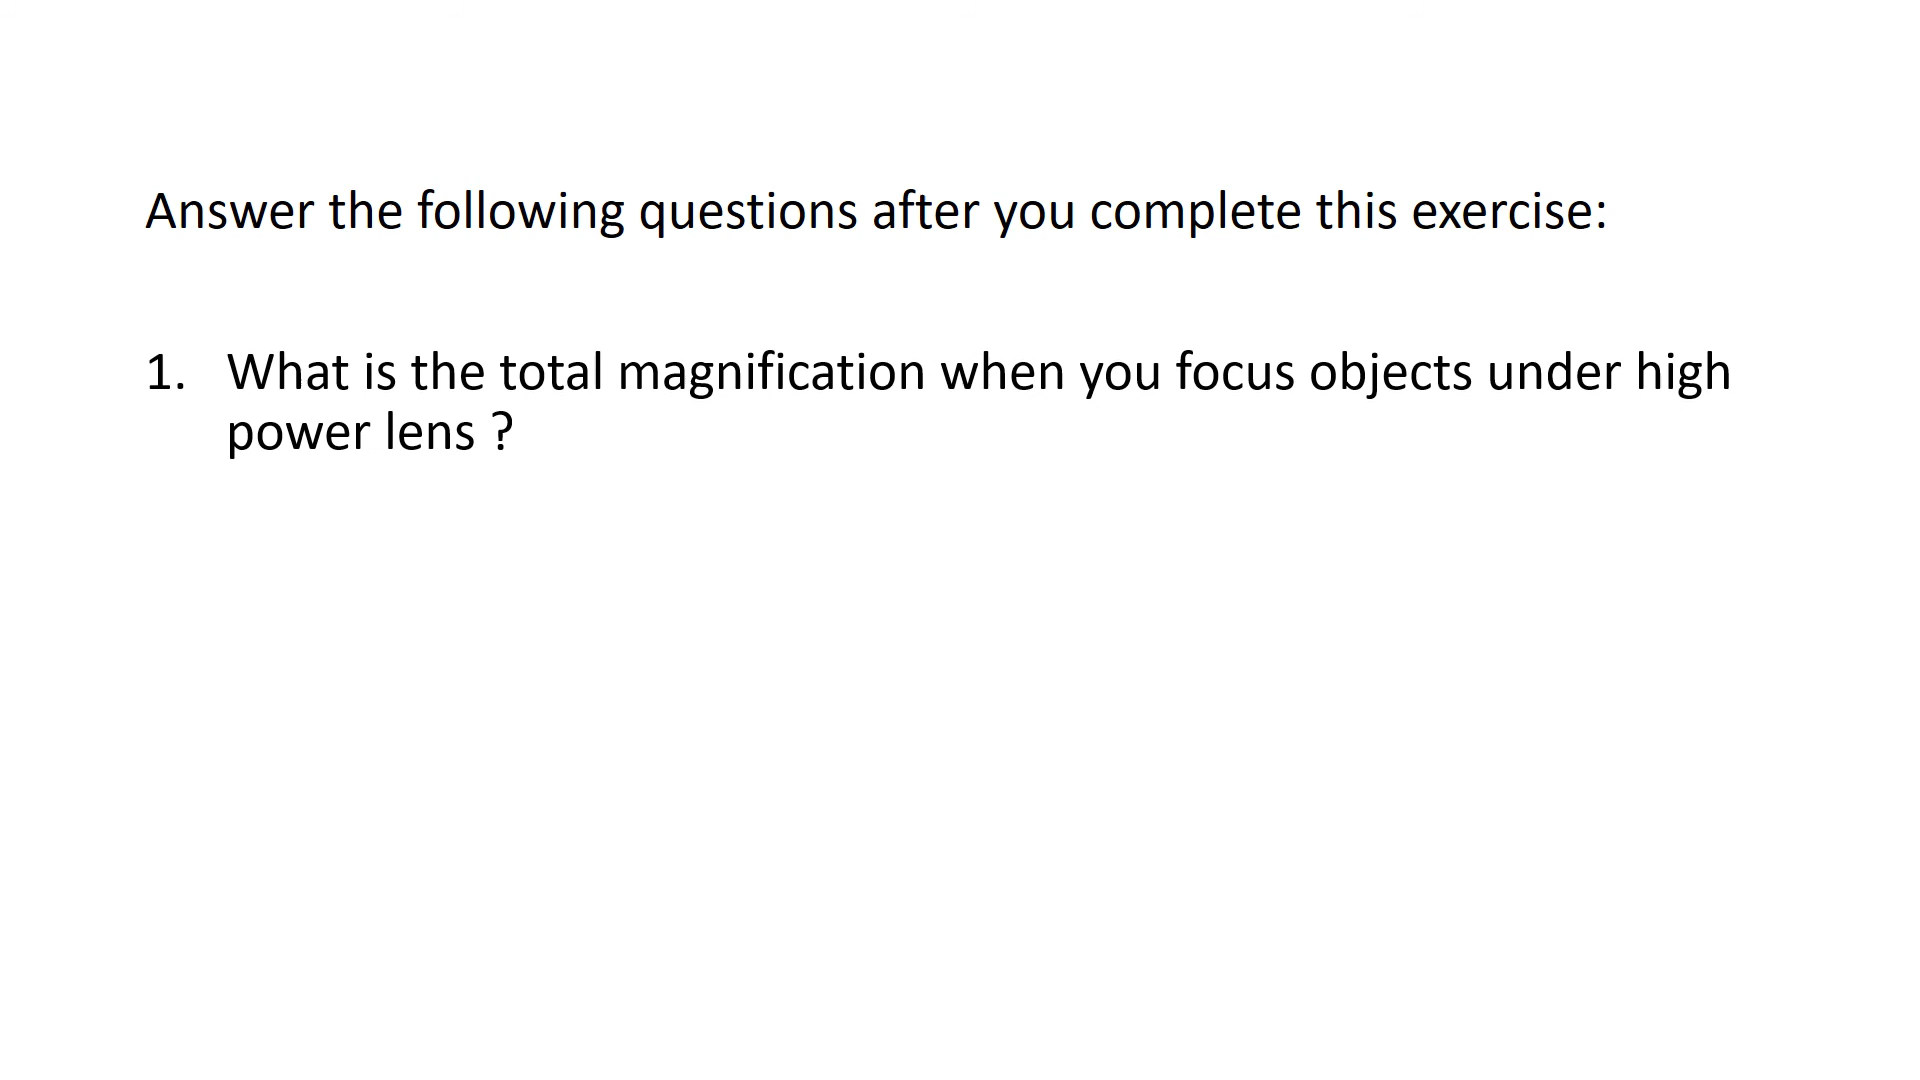 Answer the following questions after you complete this exercise:
1. What is the total magnification when you focus objects under high
power lens ?